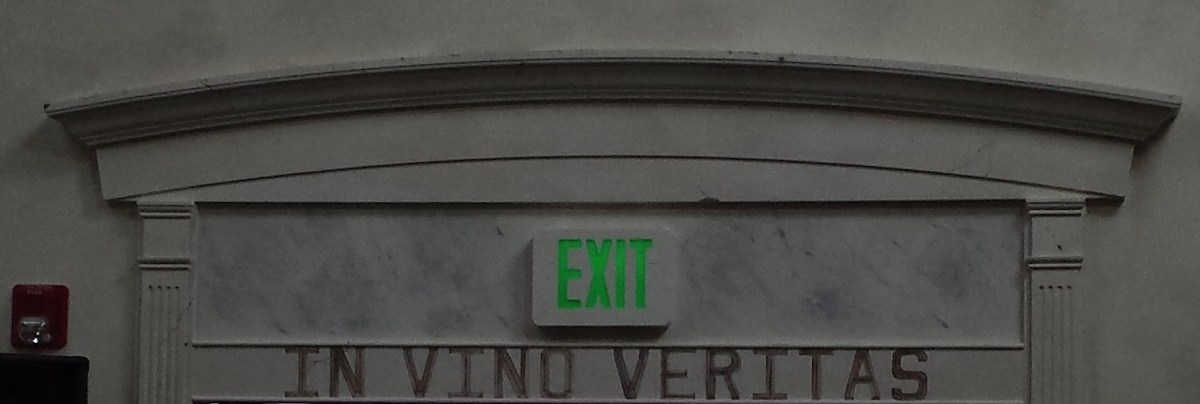 EXIT
IN VINO VERITAS